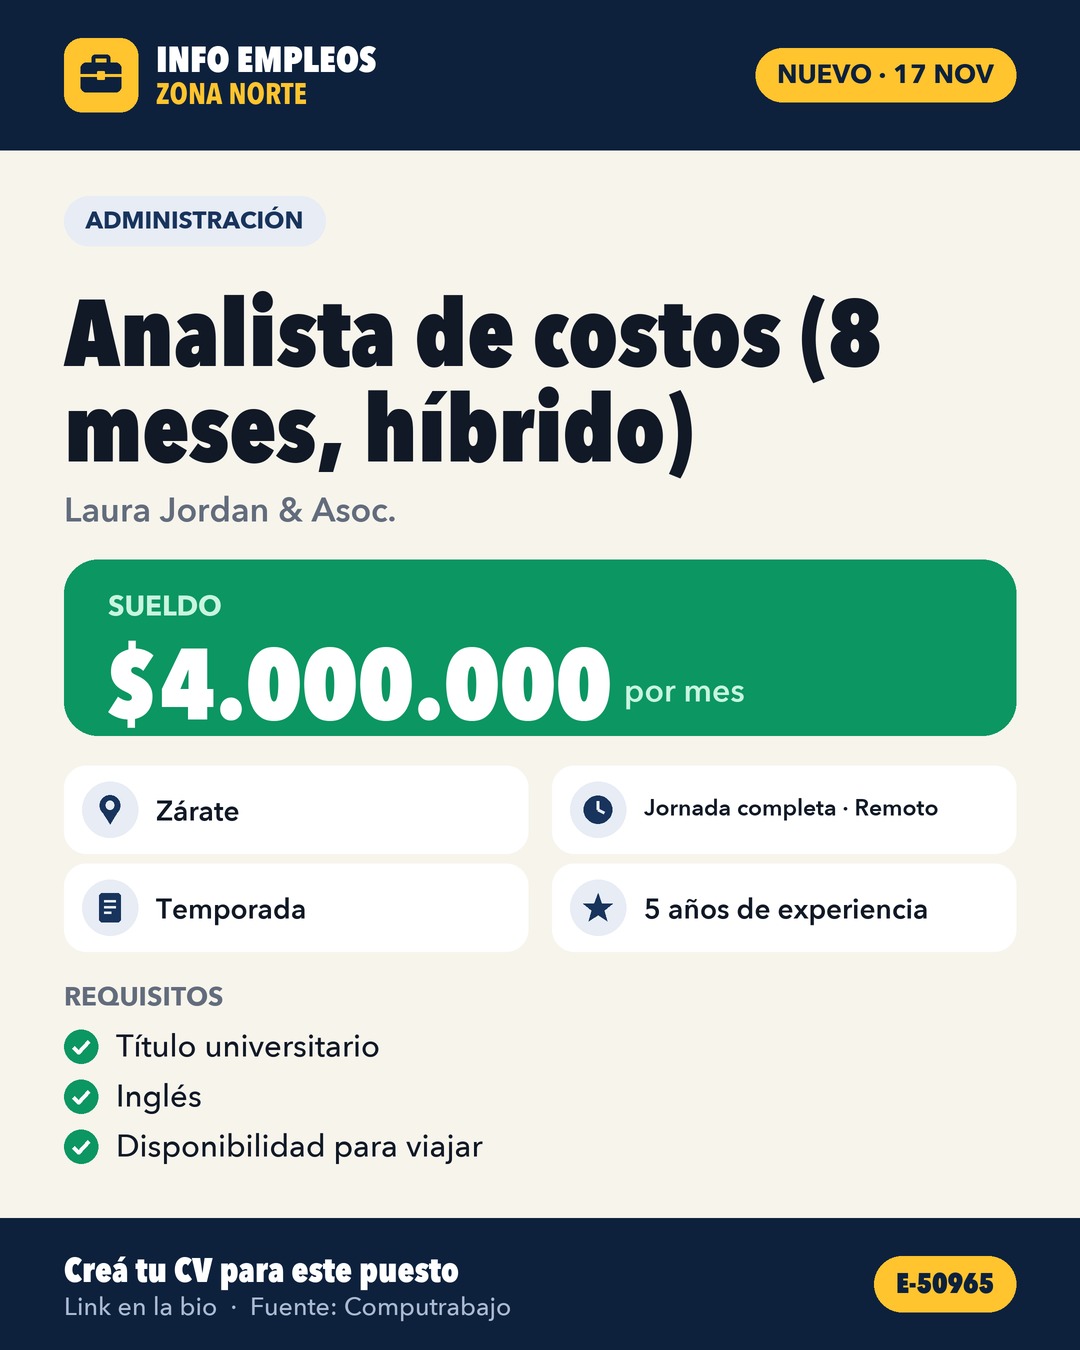 INFO EMPLEOS
ZONA NORTE
NUEVO · 17 NOV
ADMINISTRACIÓN
Analista de costos (8
meses, híbrido)
Laura Jordan & Asoc.
SUELDO
$4.000.000 por mes
Zárate
Jornada completa · Remoto
Temporada
5 años de experiencia
REQUISITOS
Título universitario
Inglés
Disponibilidad para viajar
Creá tu CV para este puesto
Link en la bio · Fuente: Computrabajo
E-50965